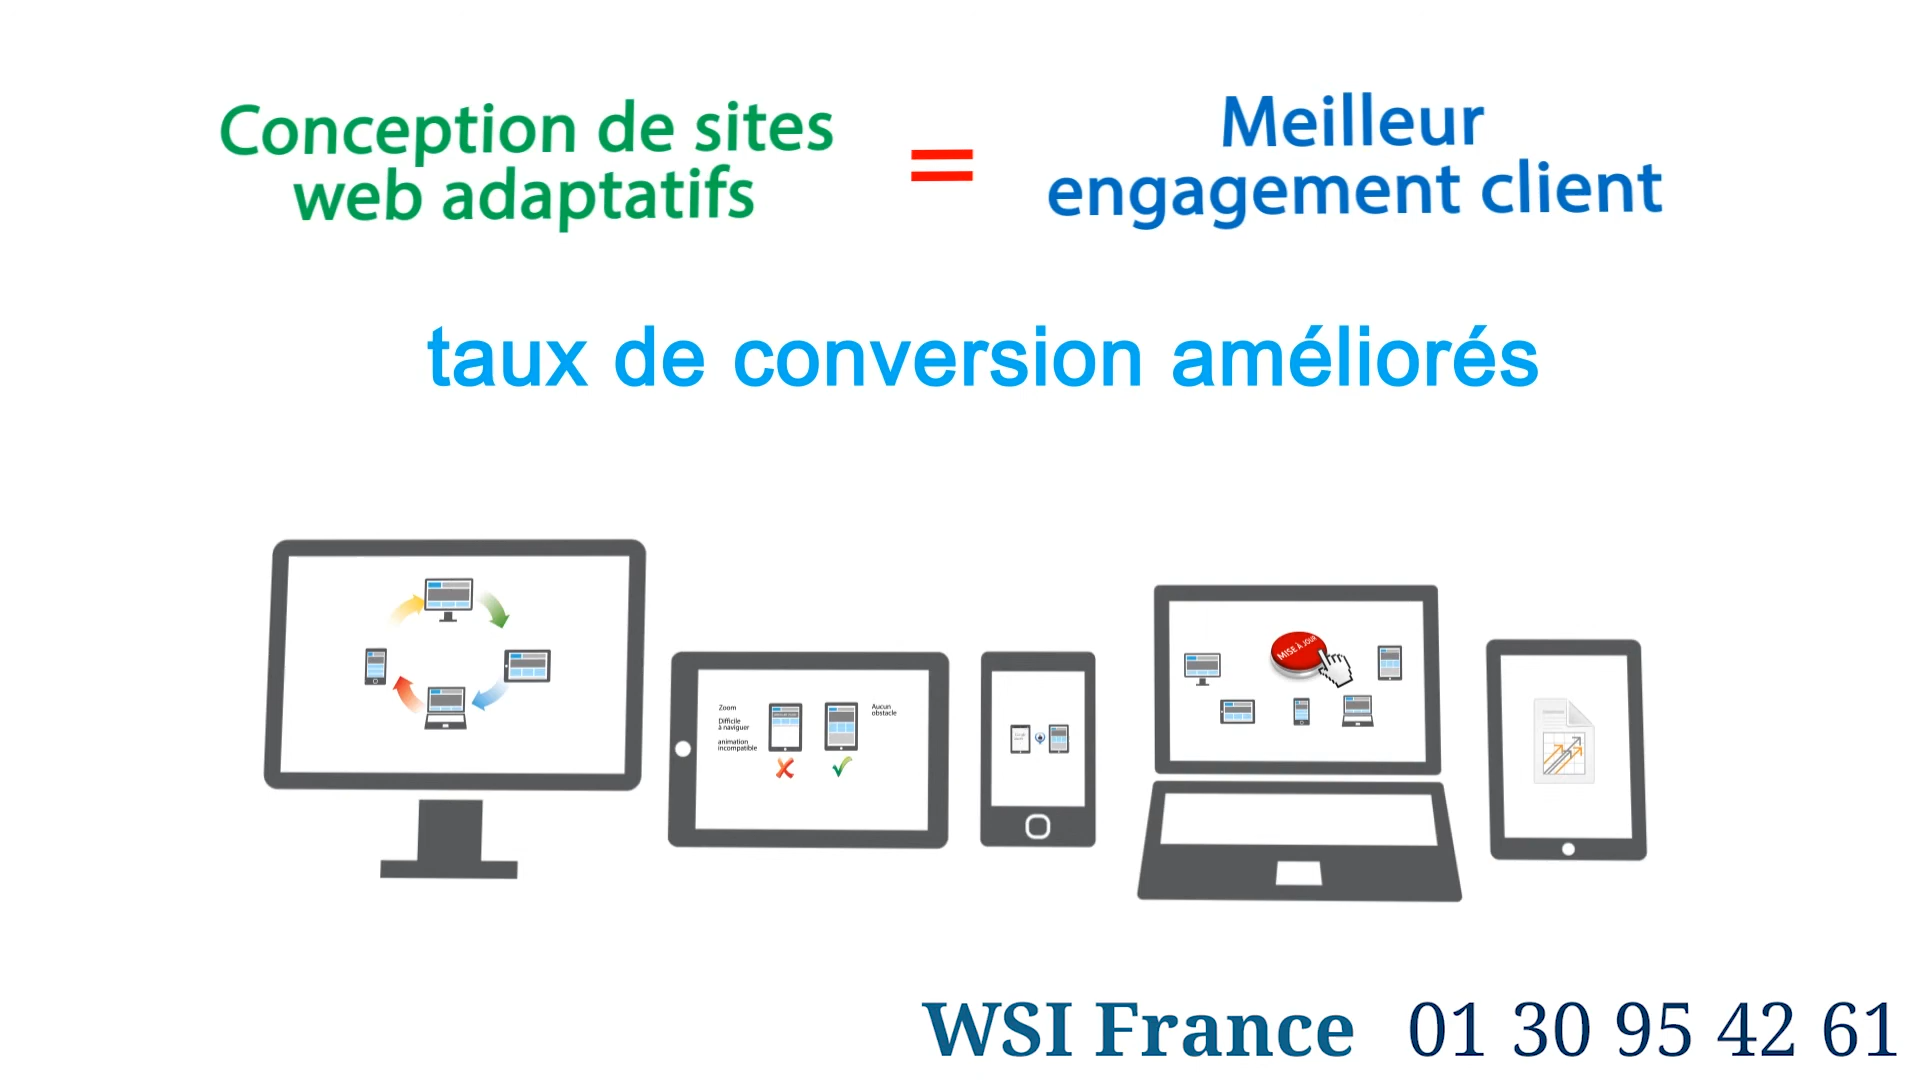 Conception de sites
web adaptatifs
=
Meilleur
engagement client
taux de conversion améliorés
Zoom
Difficile
à naviguer
animation
incompatible
Aucun
obstacle
MISE À JOUR
WSI France 01 30 95 42 61